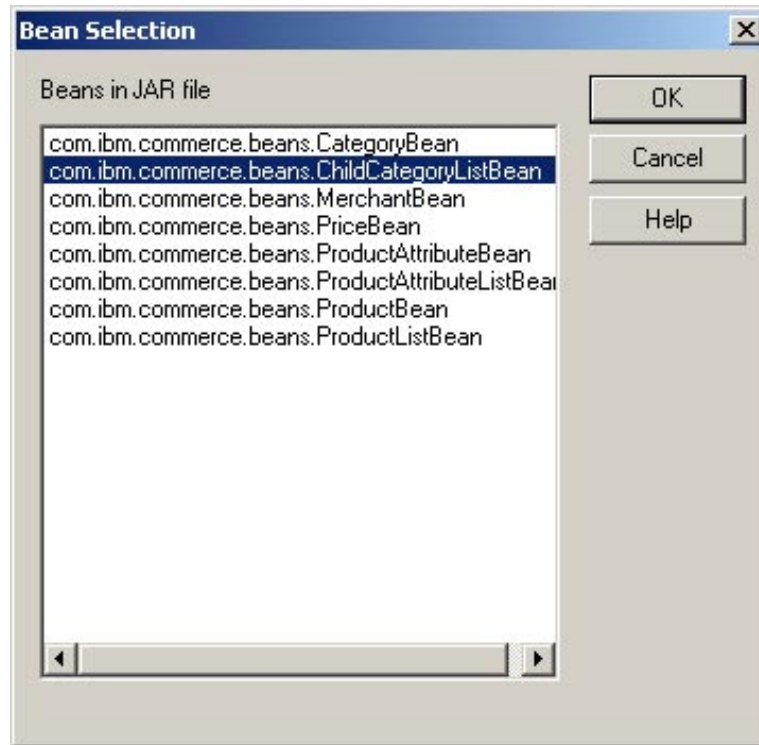 Bean Selection
Beans in JAR file
OK
Cancel
Help
com.ibm.commerce.beans.CategoryBean
com.ibm.commerce.beans.ChildCategoryListBean
com.ibm.commerce.beans.MerchantBean
com.ibm.commerce.beans.PriceBean
com.ibm.commerce.beans.ProductAttributeBean
com.ibm.commerce.beans.ProductAttributeListBea
com.ibm.commerce.beans.ProductBean
com.ibm.commerce.beans.ProductListBean